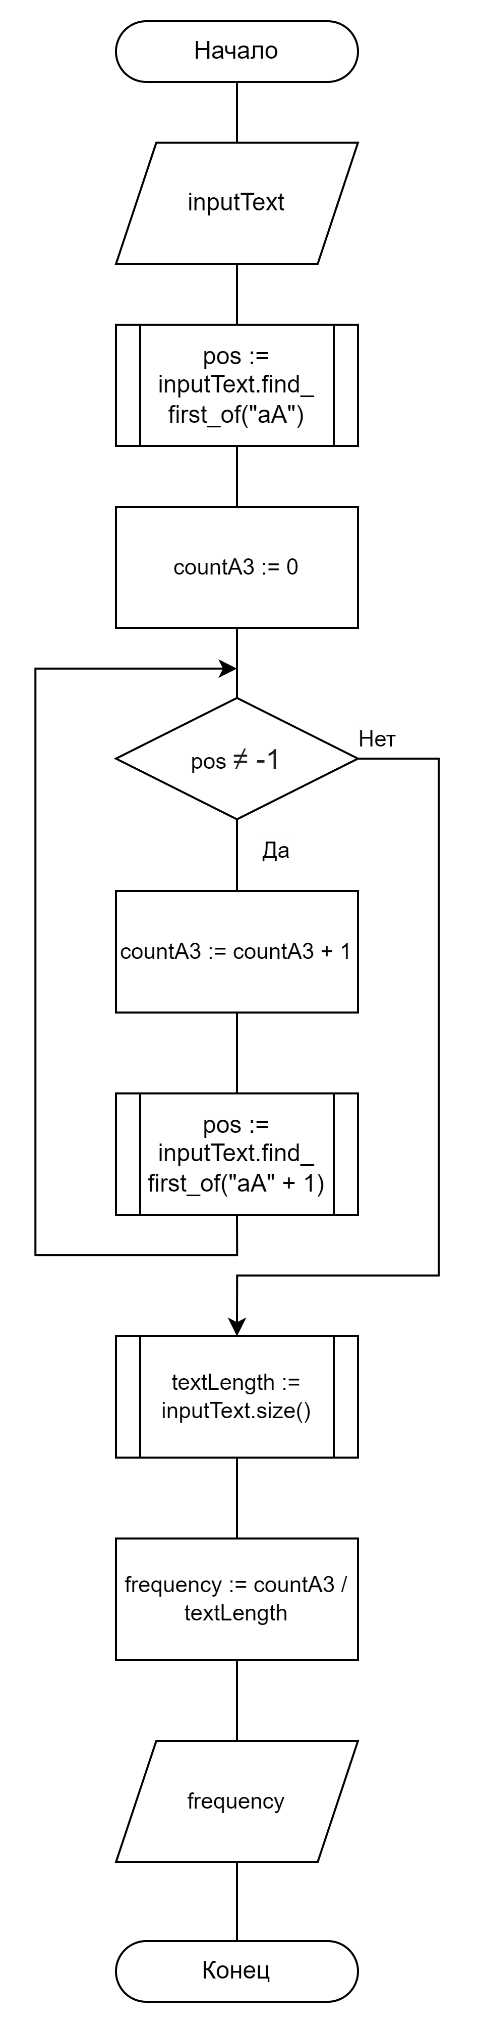 Начало
inputText
pos :=
inputText.find_
first_of("aA")
countA3 := 0
pos ≠ -1
Нет
Да
countA3 := countA3 + 1
pos :=
inputText.find_
first_of("aA" + 1)
textLength :=
inputText.size()
frequency := countA3 /
textLength
frequency
Конец